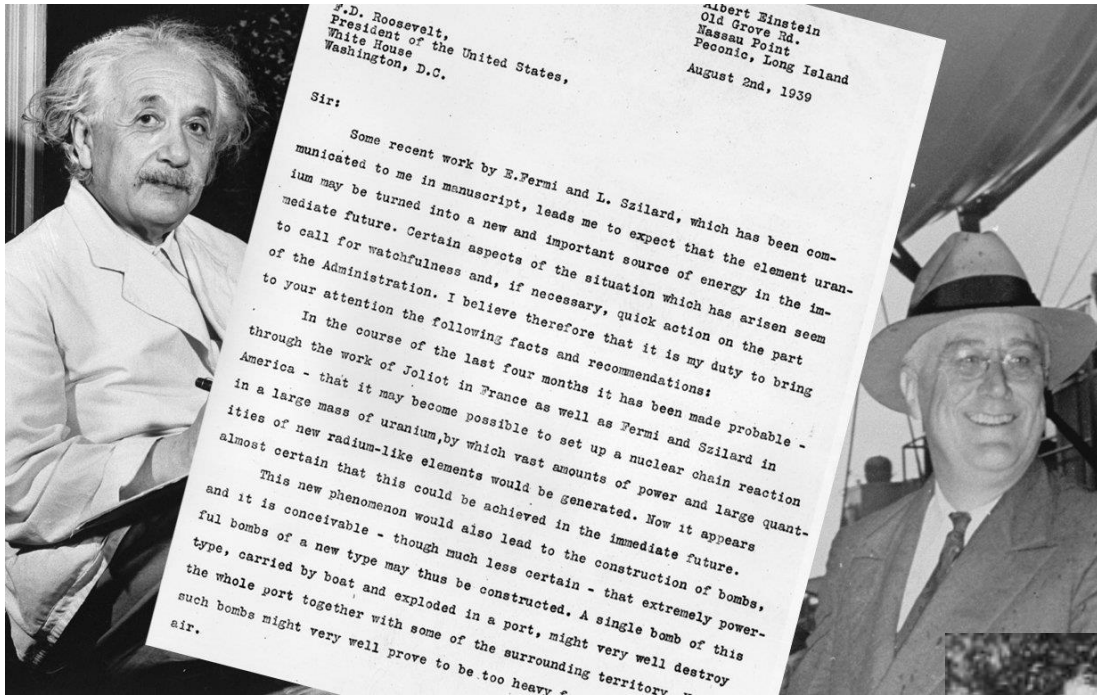 F.D. Roosevelt,
President of the United States,
White House
Washington, D.C.
Albert Einstein
Old Grove Rd.
Nassau Point
Peconic, Long Island
August 2nd, 1939
Sir:
Some recent work by E.Fermi and L. Szilard, which has been com-
municated to me in manuscript, leads me to expect that the element uran-
ium may be turned into a new and important source of energy in the im-
mediate future. Certain aspects of the situation which has arisen seem
to call for watchfulness and, if necessary, quick action on the part
of the Administration. I believe therefore that it is my duty to bring
to your attention the following facts and recommendations:
In the course of the last four months it has been made probable -
through the work of Joliot in France as well as Fermi and Szilard in
America - that it may become possible to set up a nuclear chain reaction
in a large mass of uranium,by which vast amounts of power and large quant-
ities of new radium-like elements would be generated. Now it appears
almost certain that this could be achieved in the immediate future.
This new phenomenon would also lead to the construction of bombs,
and it is conceivable - though much less certain - that extremely power-
ful bombs of a new type may thus be constructed. A single bomb of this
type, carried by boat and exploded in a port, might very well destroy
the whole port together with some of the surrounding territory.
such bombs might very well prove to be too heavy
air.